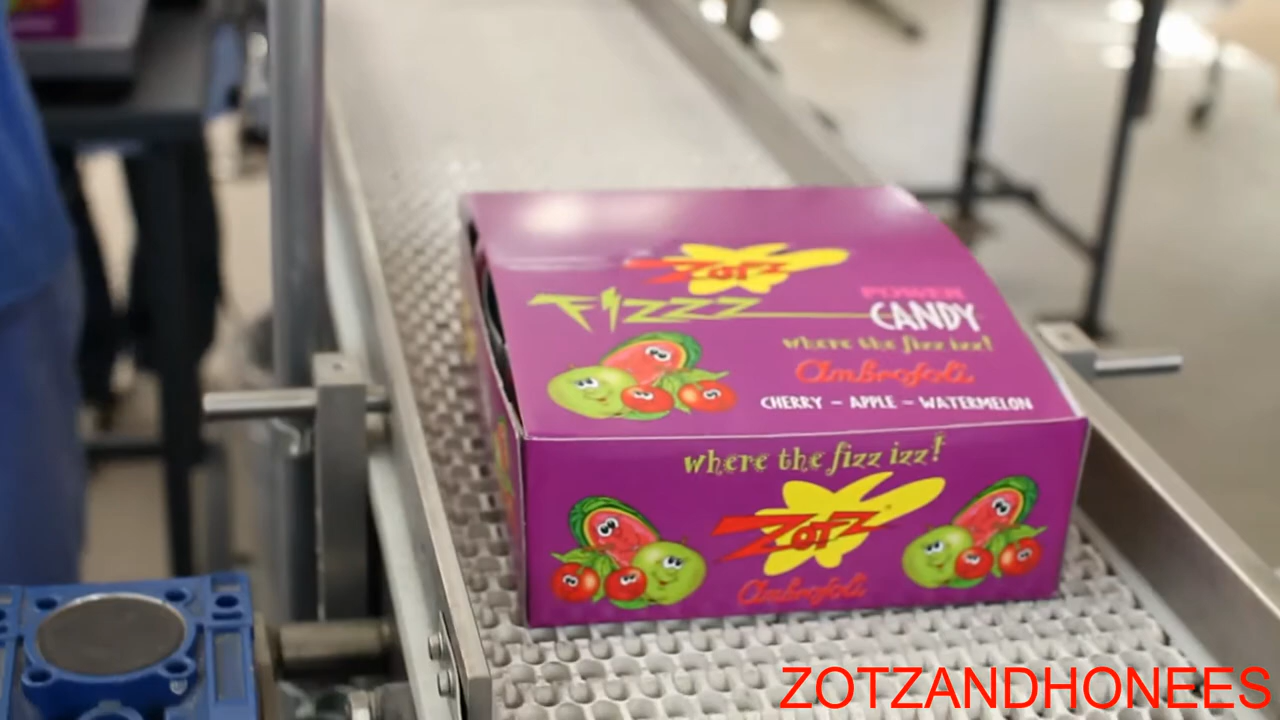 ZOTZ
FIZZZ
POWER
CANDY
where the fizz izz!
Ambrosoli
CHERRY - APPLE - WATERMELON
where the fizz izz!
ZOTZ
Ambrosoli
ZOTZANDHONEES